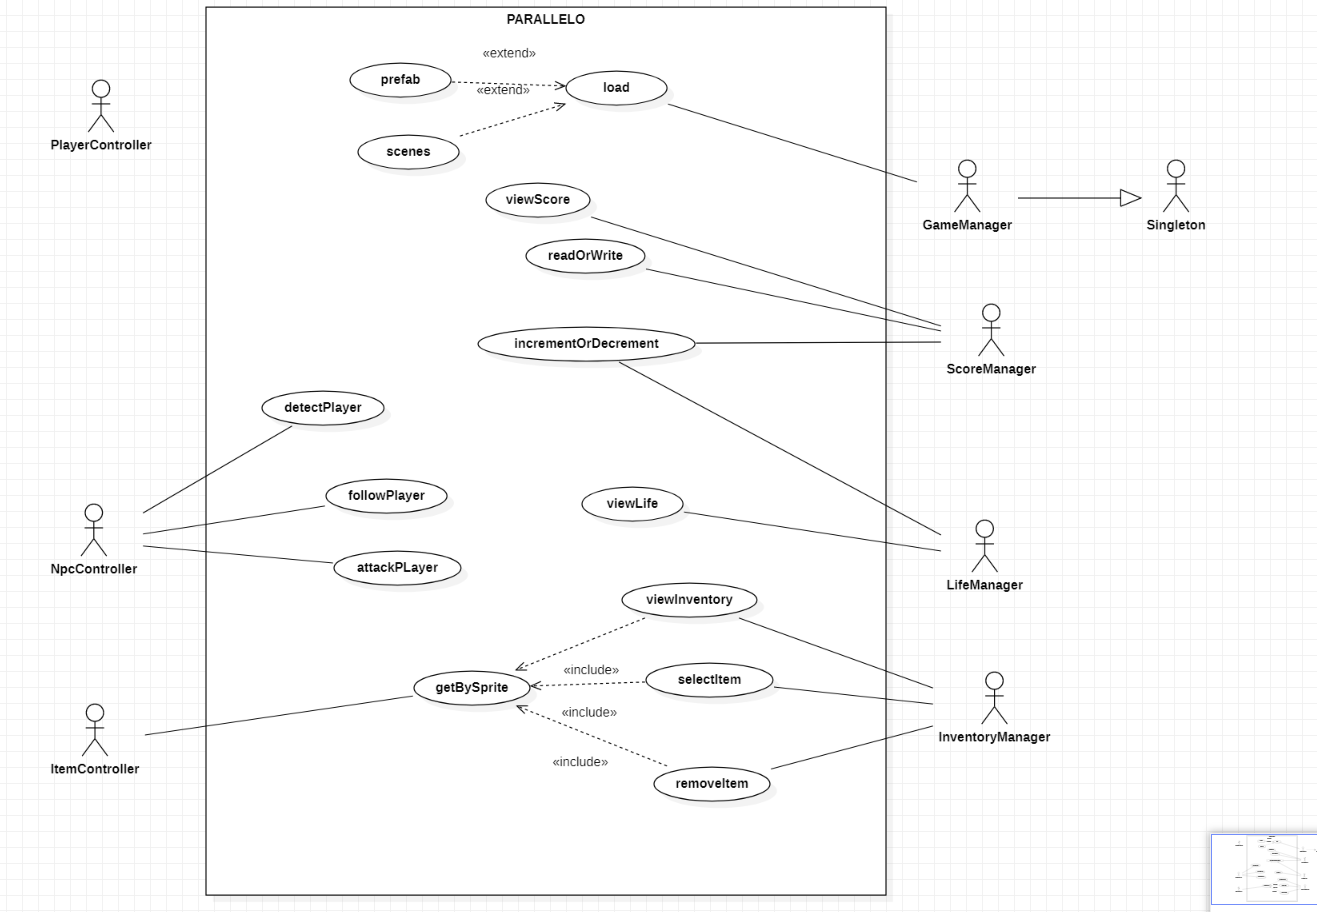 PARALLELO
«extend»
prefab
load
«extend»
PlayerController
scenes
viewScore
GameManager
Singleton
readOrWrite
incrementOrDecrement
ScoreManager
detectPlayer
followPlayer
viewLife
attackPLayer
NpcController
LifeManager
viewInventory
«include»
selectItem
getBySprite
«include»
InventoryManager
«include»
ItemController
removeItem